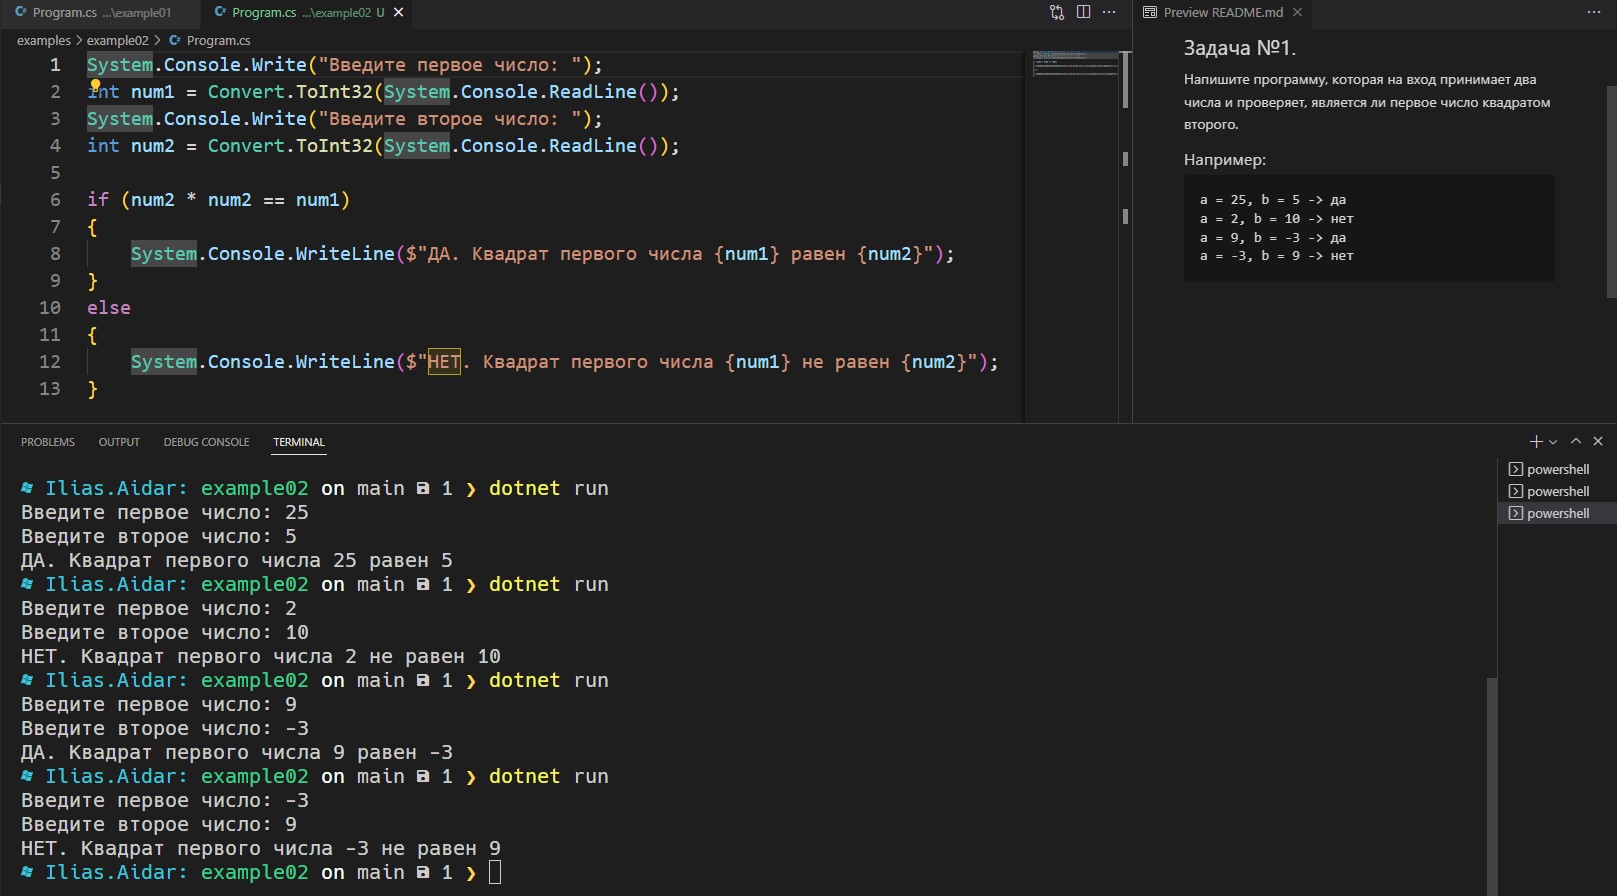 Program.cs ...\example01
Program.cs ...\example02 U
Preview README.md
examples > example02 > Program.cs
1 System.Console.Write("Введите первое число: ");
2 int num1 = Convert.ToInt32(System.Console.ReadLine());
3 System.Console.Write("Введите второе число: ");
4 int num2 = Convert.ToInt32(System.Console.ReadLine());
5
6 if (num2 * num2 == num1)
7 {
8 System.Console.WriteLine($"ДА. Квадрат первого числа {num1} равен {num2}");
9 }
10 else
11 {
12 System.Console.WriteLine($"НЕТ. Квадрат первого числа {num1} не равен {num2}");
13 }
Задача №1.
Напишите программу, которая на вход принимает два
числа и проверяет, является ли первое число квадратом
второго.
Например:
a = 25, b = 5 -> да
a = 2, b = 10 -> нет
a = 9, b = -3 -> да
a = -3, b = 9 -> нет
PROBLEMS OUTPUT DEBUG CONSOLE TERMINAL
Ilias.Aidar: example02 on main 1 ❯ dotnet run
Введите первое число: 25
Введите второе число: 5
ДА. Квадрат первого числа 25 равен 5
Ilias.Aidar: example02 on main 1 ❯ dotnet run
Введите первое число: 2
Введите второе число: 10
НЕТ. Квадрат первого числа 2 не равен 10
Ilias.Aidar: example02 on main 1 ❯ dotnet run
Введите первое число: 9
Введите второе число: -3
ДА. Квадрат первого числа 9 равен -3
Ilias.Aidar: example02 on main 1 ❯ dotnet run
Введите первое число: -3
Введите второе число: 9
НЕТ. Квадрат первого числа -3 не равен 9
Ilias.Aidar: example02 on main 1 ❯
powershell
powershell
powershell